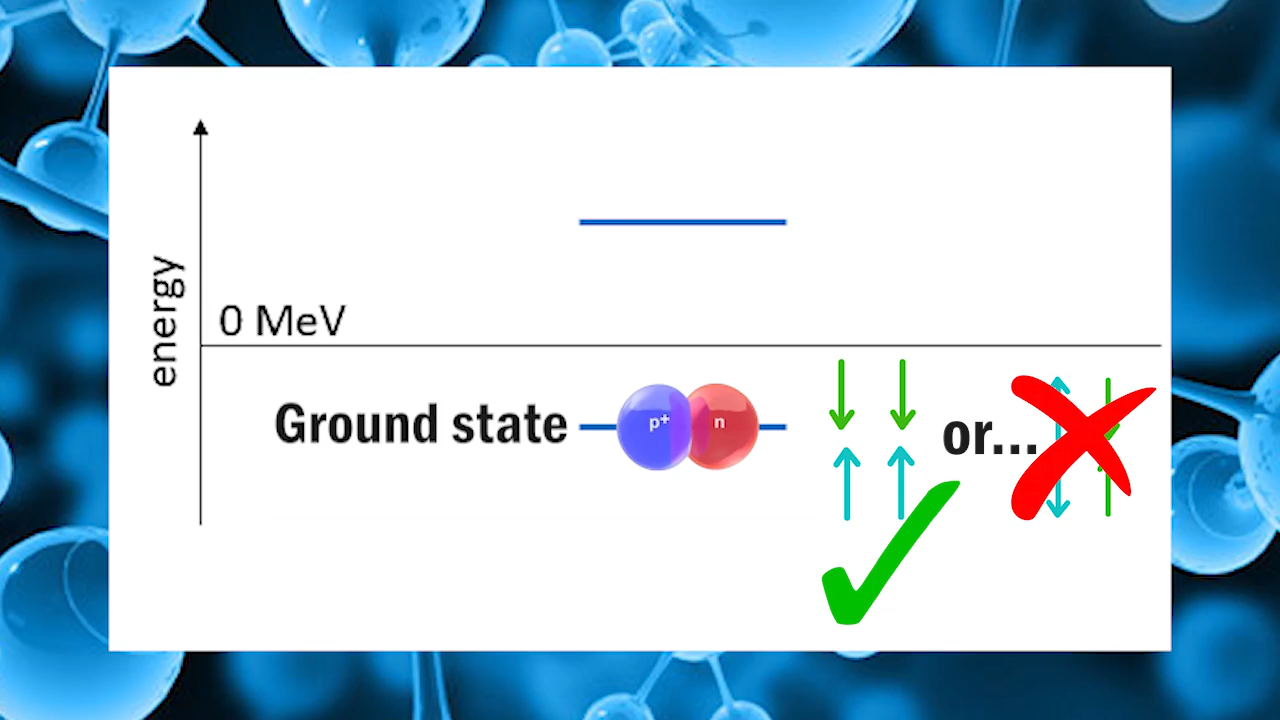 energy
0 MeV
Ground state
p⁺
n
or...